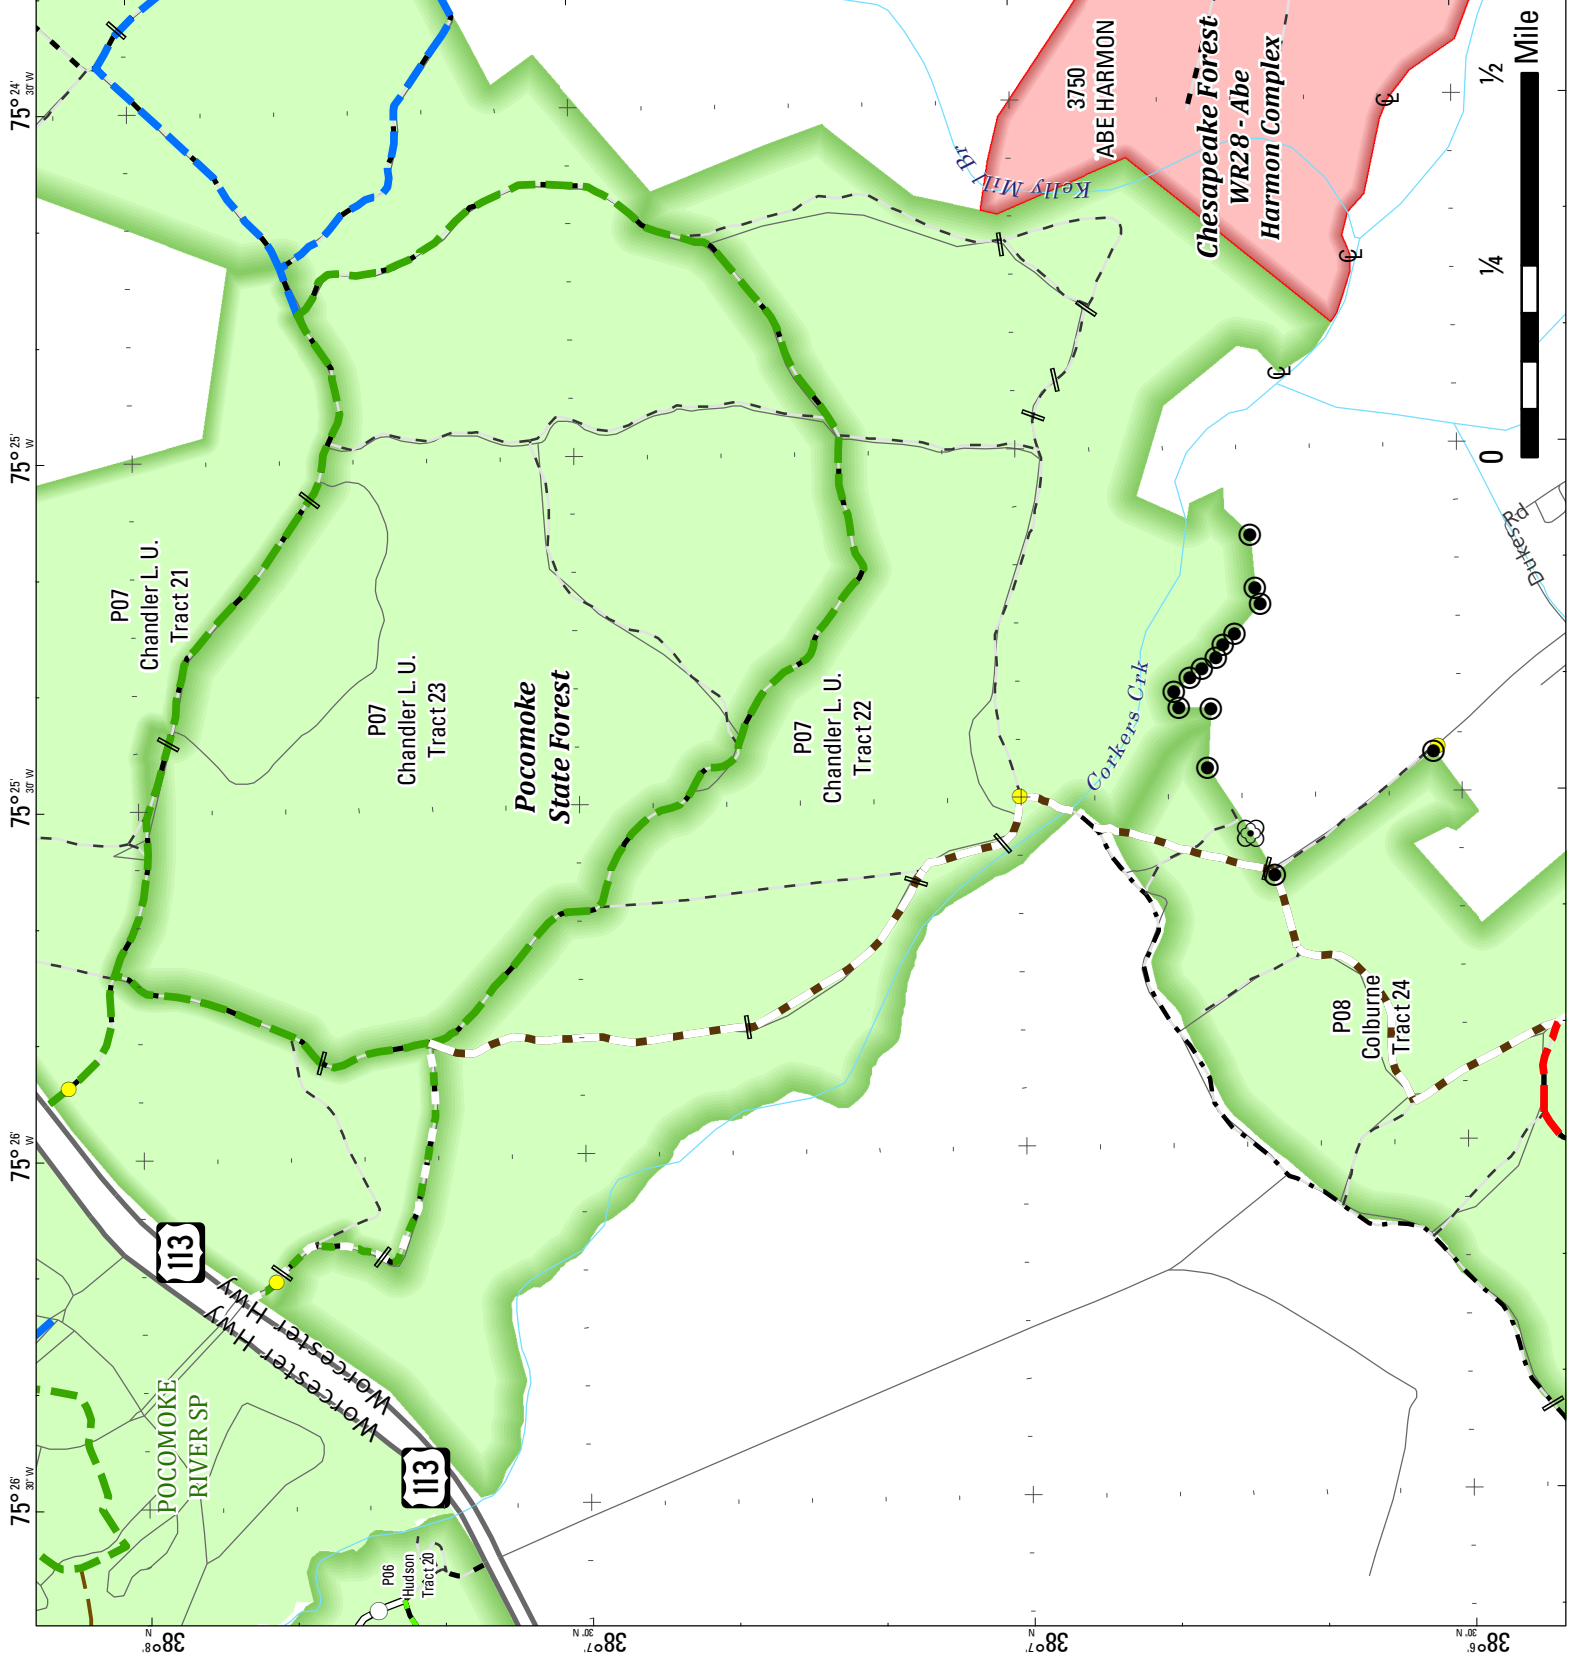 75° 24' 30" W
75° 25' W
75° 25' 30" W
75° 26' W
75° 26' 30" W
38°8' N
38°7' 30" N
38°7' N
38°6' 30" N
P07
Chandler L. U.
Tract 21
P07
Chandler L. U.
Tract 23
Pocomoke
State Forest
P07
Chandler L. U.
Tract 22
3750
ABE HARMON
Chesapeake Forest
WR28 - Abe
Harmon Complex
Kelly Mill Br
Corkers Crk
Dukes Rd
P08
Colburne
Tract 24
113
Worcester Hwy
Worcester Hwy
113
POCOMOKE
RIVER SP
P06
Hudson
Tract 20
0
1/4
1/2
Mile